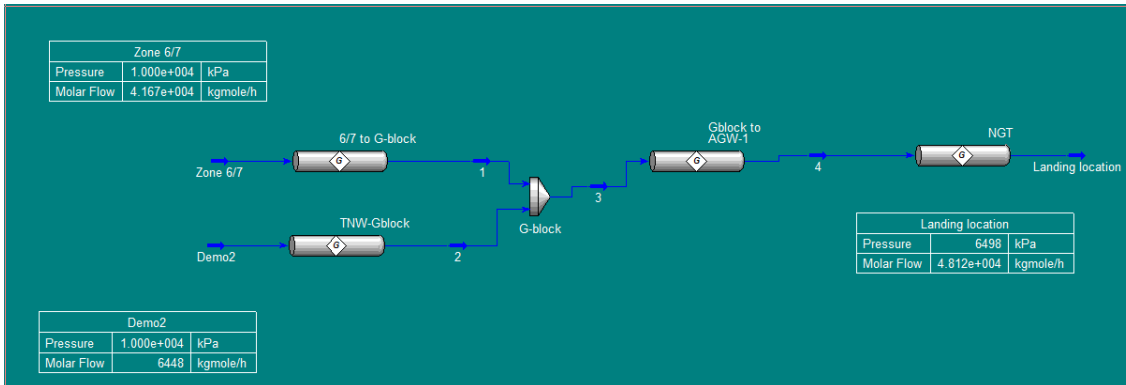 Zone 6/7
Pressure 1.000e+004 kPa
Molar Flow 4.167e+004 kgmole/h
6/7 to G-block
G
Zone 6/7
1
TNW-Gblock
G
Demo2
2
G-block
3
Gblock to
AGW-1
G
4
NGT
G
Landing location
Landing location
Pressure 6498 kPa
Molar Flow 4.812e+004 kgmole/h
Demo2
Pressure 1.000e+004 kPa
Molar Flow 6448 kgmole/h